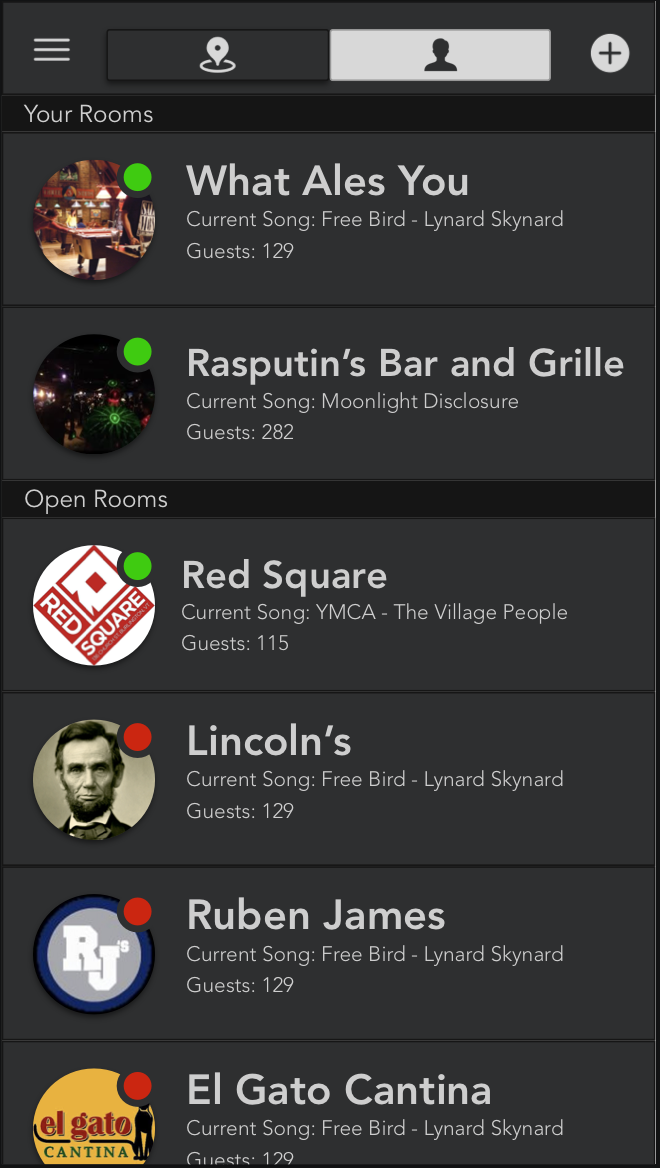 Your Rooms
What Ales You
Current Song: Free Bird - Lynard Skynard
Guests: 129
Rasputin’s Bar and Grille
Current Song: Moonlight Disclosure
Guests: 282
Open Rooms
RED
SQUARE
Red Square
Current Song: YMCA - The Village People
Guests: 115
Lincoln’s
Current Song: Free Bird - Lynard Skynard
Guests: 129
RJ's
Ruben James
Current Song: Free Bird - Lynard Skynard
Guests: 129
el gato
CANTINA
El Gato Cantina
Current Song: Free Bird - Lynard Skynard
Guests: 129